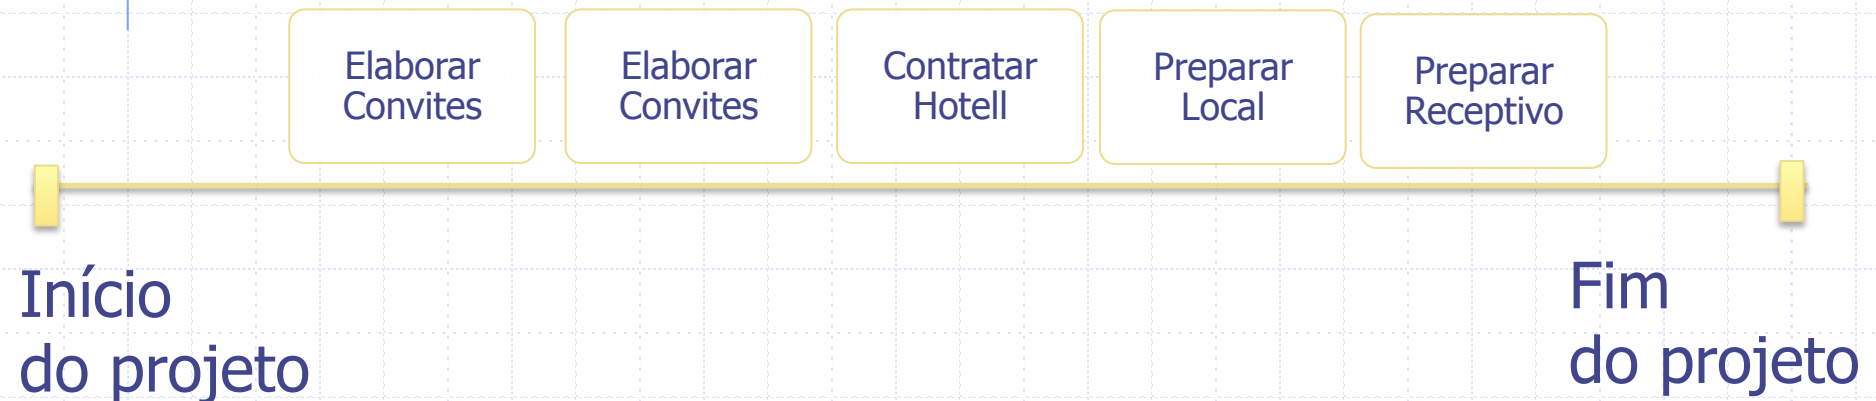 Elaborar
Convites
Elaborar
Convites
Contratar
Hotell
Preparar
Local
Preparar
Receptivo
Início
do projeto
Fim
do projeto